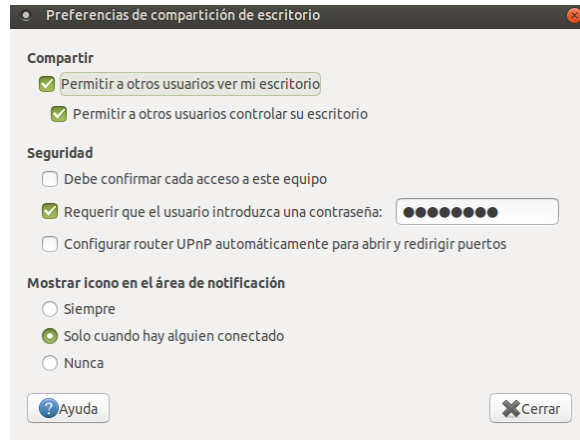 Preferencias de compartición de escritorio
Compartir
Permitir a otros usuarios ver mi escritorio
Permitir a otros usuarios controlar su escritorio
Seguridad
Debe confirmar cada acceso a este equipo
Requerir que el usuario introduzca una contraseña: ●●●●●●●●
Configurar router UPnP automáticamente para abrir y redirigir puertos
Mostrar icono en el área de notificación
Siempre
Solo cuando hay alguien conectado
Nunca
Ayuda Cerrar